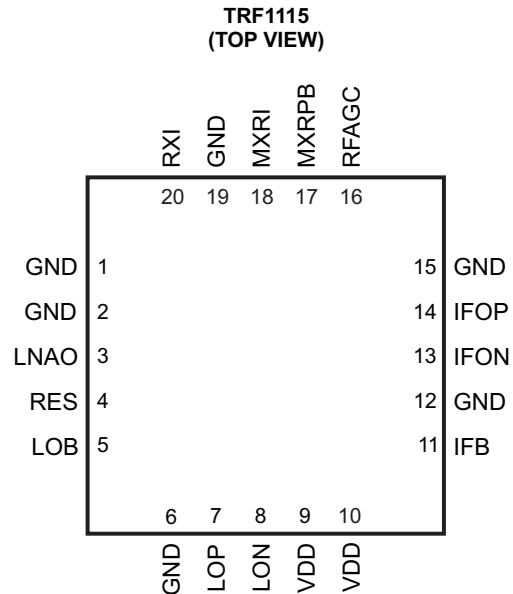 TRF1115
(TOP VIEW)
RXI GND MXRI MXRPB RFAGC
20 19 18 17 16
GND 1 15 GND
GND 2 14 IFOP
LNAO 3 13 IFON
RES 4 12 GND
LOB 5 11 IFB
6 7 8 9 10
GND LOP LON VDD VDD